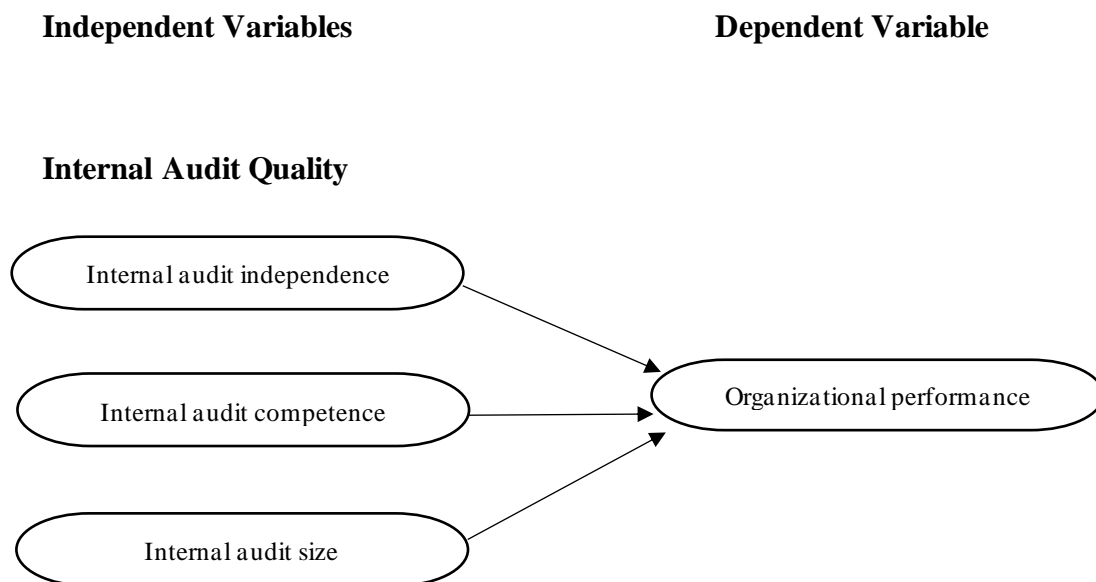 Independent Variables
Dependent Variable
Internal Audit Quality
Internal audit independence
Internal audit competence
Organizational performance
Internal audit size